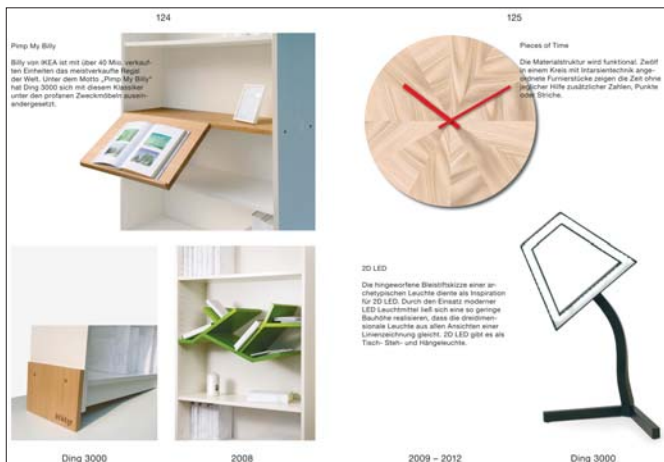 124
Pimp My Billy
Billy von IKEA ist mit über 40 Mio. verkauf-
ten Einheiten das meistverkaufte Regal
der Welt. Unter dem Motto „Pimp My Billy“
hat Ding 3000 sich mit diesem Klassiker
unter den profanen Zweckmöbeln ausein-
andergesetzt.
Ding 3000
2008
125
Pieces of Time
Die Materialstruktur wird funktional. Zwölf
in einem Kreis mit Intarsientechnik ange-
ordnete Furnierstücke zeigen die Zeit ohne
jeglicher Hilfe zusätzlicher Zahlen, Punkte
oder Striche.
2D LED
Die hingeworfene Bleistiftskizze einer ar-
chetypischen Leuchte diente als Inspiration
für 2D LED. Durch den Einsatz moderner
LED Leuchtmittel ließ sich eine so geringe
Bauhöhe realisieren, dass die dreidimen-
sionale Leuchte aus allen Ansichten einer
Linienzeichnung gleicht. 2D LED gibt es als
Tisch- Steh- und Hängeleuchte.
2009 – 2012
Ding 3000